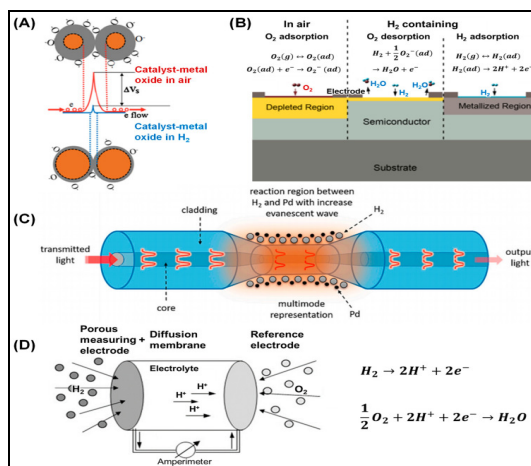 (A)
Catalyst-metal
oxide in air
ΔVs
e
e flow
Catalyst-metal
oxide in H2
(B)
In air
O2 adsorption
H2 containing
O2 desorption
H2 adsorption
O2(g) ↔ O2(ad)
O2(ad) + e⁻ → O2⁻(ad)
H2 + 1/2 O2⁻(ad)
→ H2O + e⁻
H2(g) ↔ H2(ad)
H2(ad) → 2H⁺ + 2e⁻
O2
Electrode
H2O
H2
H2O
H2
Depleted Region
Metallized Region
Semiconductor
Substrate
(C)
reaction region between
H2 and Pd with increase
evanescent wave
cladding
H2
transmitted
light
output
light
core
multimode
representation
Pd
(D)
Porous measuring +
electrode
Diffusion
membrane
Reference
electrode
Electrolyte
H2
H⁺
H⁺
H⁺
H⁺
O2
Amperimeter
H2 → 2H⁺ + 2e⁻
1/2 O2 + 2H⁺ + 2e⁻ → H2O